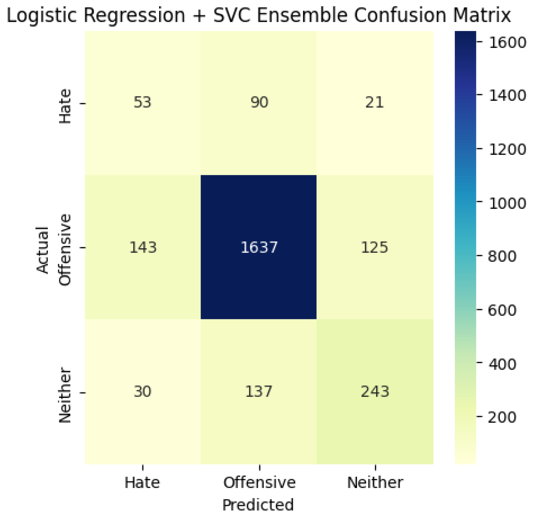 Logistic Regression + SVC Ensemble Confusion Matrix
Hate
53 90 21
Actual
Offensive
143 1637 125
Neither
30 137 243
Hate Offensive Neither
Predicted
1600
1400
1200
1000
800
600
400
200